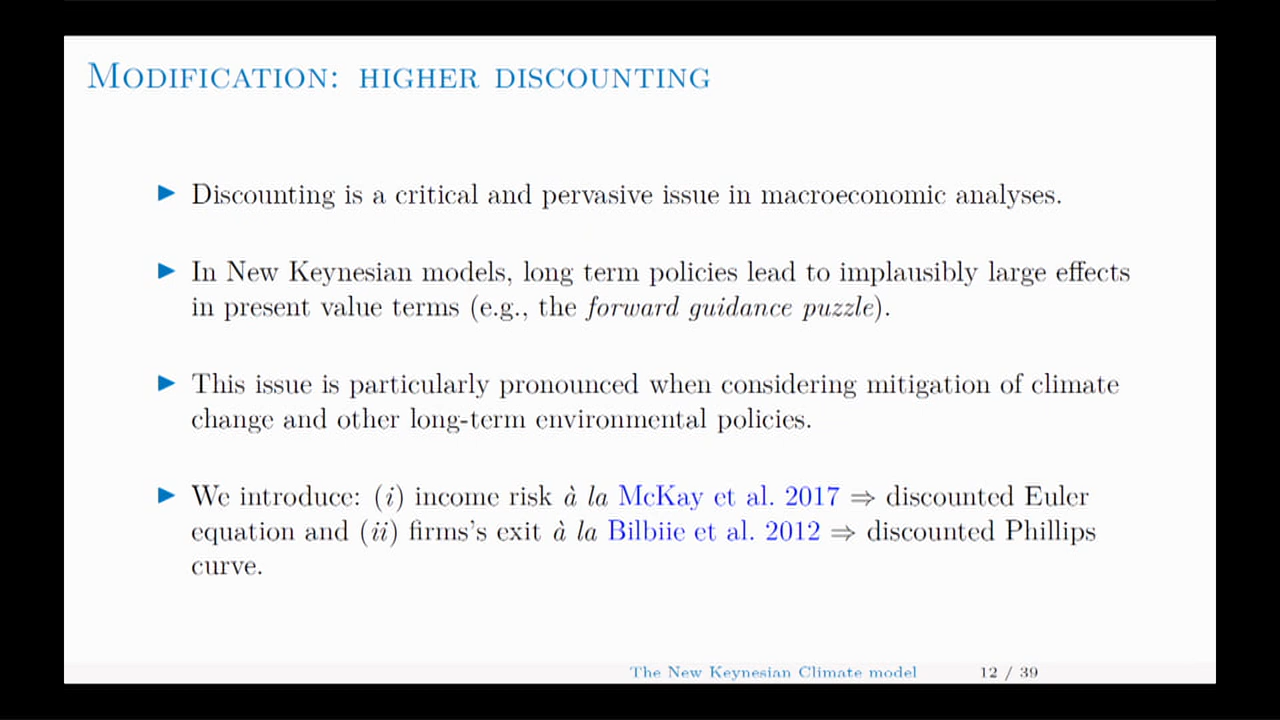 Modification: higher discounting
▶ Discounting is a critical and pervasive issue in macroeconomic analyses.
▶ In New Keynesian models, long term policies lead to implausibly large effects
in present value terms (e.g., the forward guidance puzzle).
▶ This issue is particularly pronounced when considering mitigation of climate
change and other long-term environmental policies.
▶ We introduce: (i) income risk à la McKay et al. 2017 ⇒ discounted Euler
equation and (ii) firms's exit à la Bilbiie et al. 2012 ⇒ discounted Phillips
curve.
The New Keynesian Climate model 12 / 39